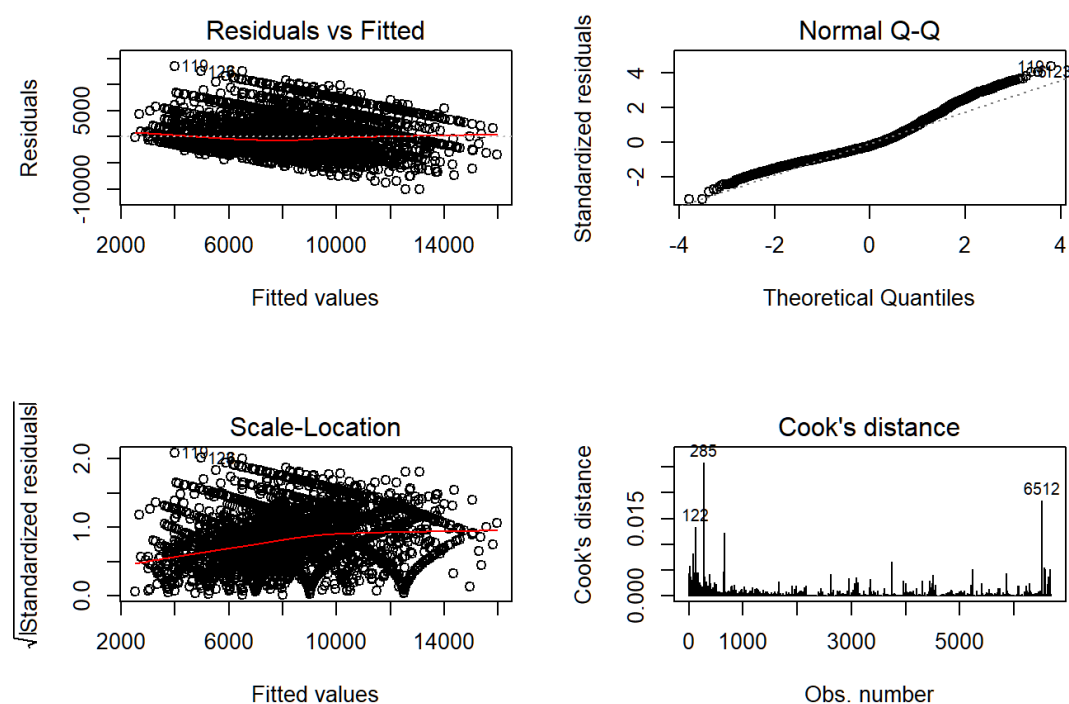 Residuals vs Fitted
Residuals
5000
-10000
119
2000 6000 10000 14000
Fitted values
Normal Q-Q
Standardized residuals
4
2
0
-2
-4 -2 0 2 4
Theoretical Quantiles
Scale-Location
√|Standardized residuals|
2.0
1.0
0.0
119
2000 6000 10000 14000
Fitted values
Cook's distance
Cook's distance
0.015
0.000
285
122
6512
0 1000 3000 5000
Obs. number